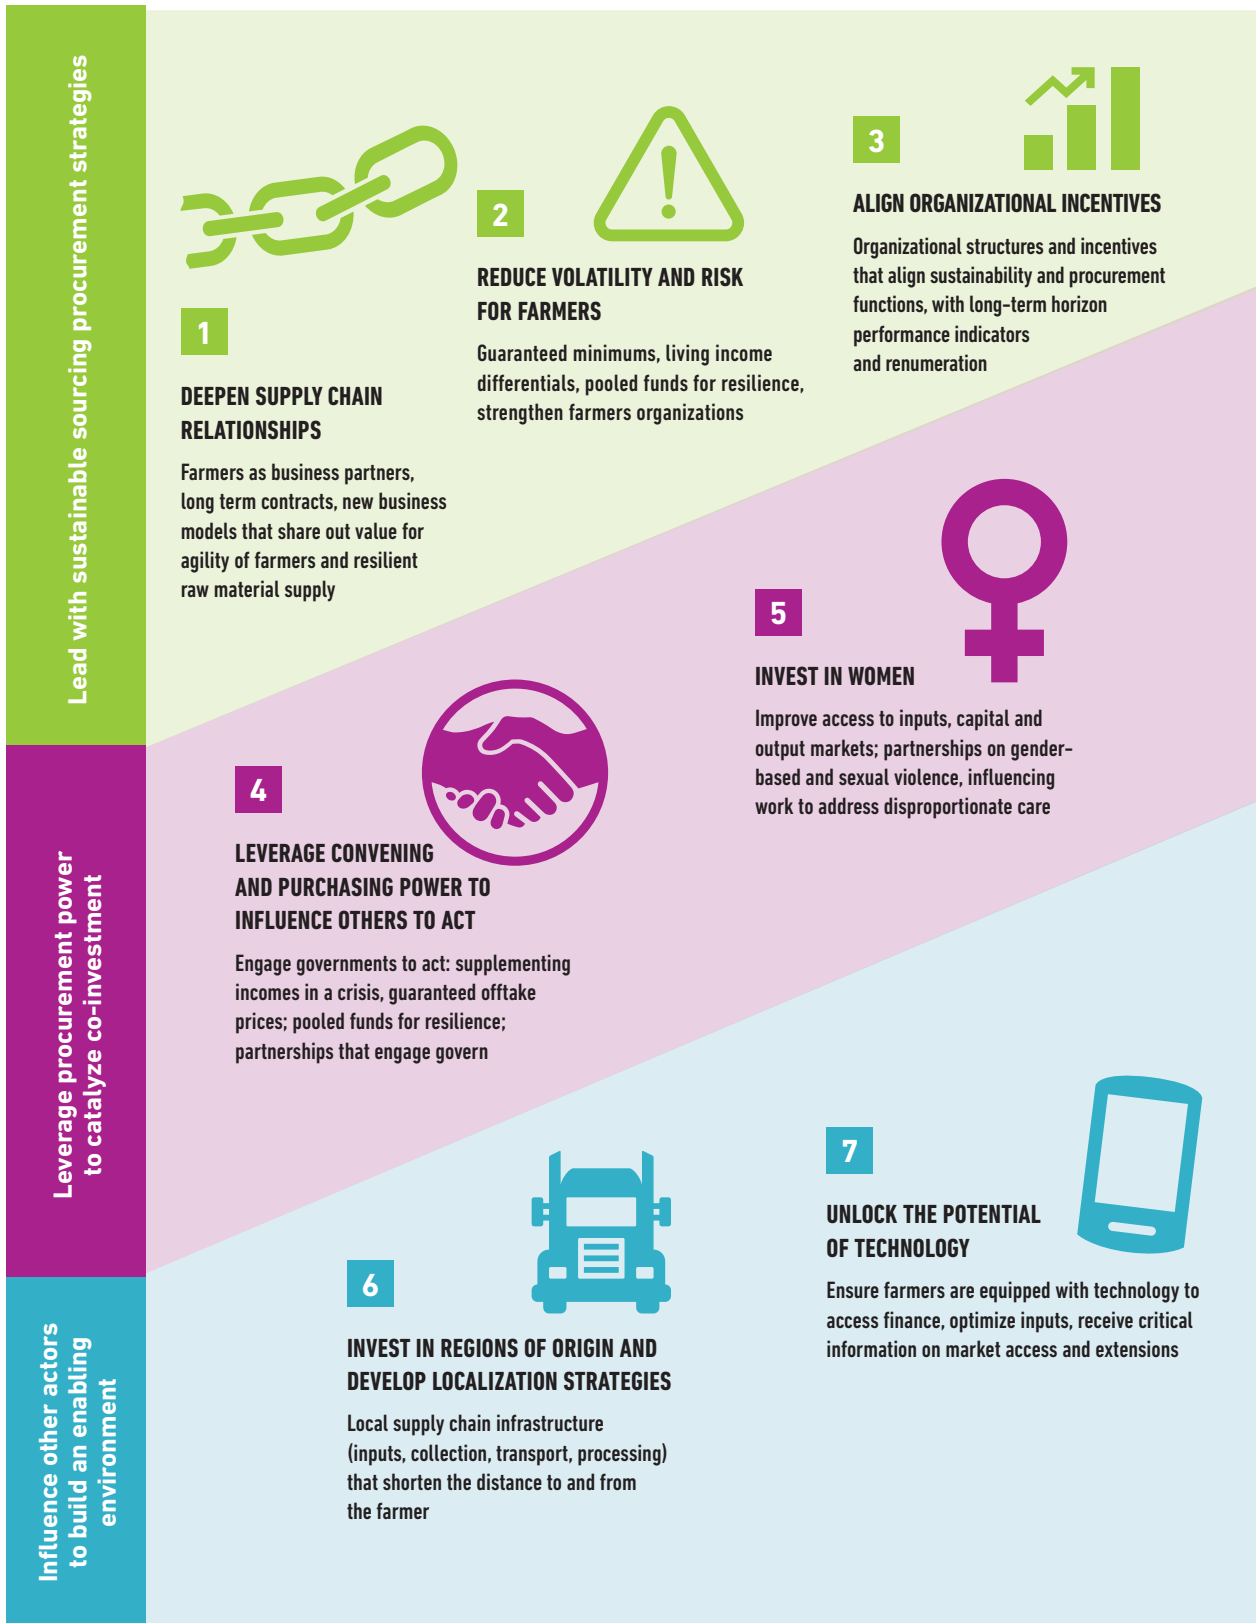 Lead with sustainable sourcing procurement strategies
1
DEEPEN SUPPLY CHAIN
RELATIONSHIPS
Farmers as business partners,
long term contracts, new business
models that share out value for
agility of farmers and resilient
raw material supply
2
REDUCE VOLATILITY AND RISK
FOR FARMERS
Guaranteed minimums, living income
differentials, pooled funds for resilience,
strengthen farmers organizations
3
ALIGN ORGANIZATIONAL INCENTIVES
Organizational structures and incentives
that align sustainability and procurement
functions, with long-term horizon
performance indicators
and renumeration
Leverage procurement power
to catalyze co-investment
4
LEVERAGE CONVENING
AND PURCHASING POWER TO
INFLUENCE OTHERS TO ACT
Engage governments to act: supplementing
incomes in a crisis, guaranteed offtake
prices; pooled funds for resilience;
partnerships that engage govern
5
INVEST IN WOMEN
Improve access to inputs, capital and
output markets; partnerships on gender-
based and sexual violence, influencing
work to address disproportionate care
Influence other actors
to build an enabling
environment
6
INVEST IN REGIONS OF ORIGIN AND
DEVELOP LOCALIZATION STRATEGIES
Local supply chain infrastructure
(inputs, collection, transport, processing)
that shorten the distance to and from
the farmer
7
UNLOCK THE POTENTIAL
OF TECHNOLOGY
Ensure farmers are equipped with technology to
access finance, optimize inputs, receive critical
information on market access and extensions